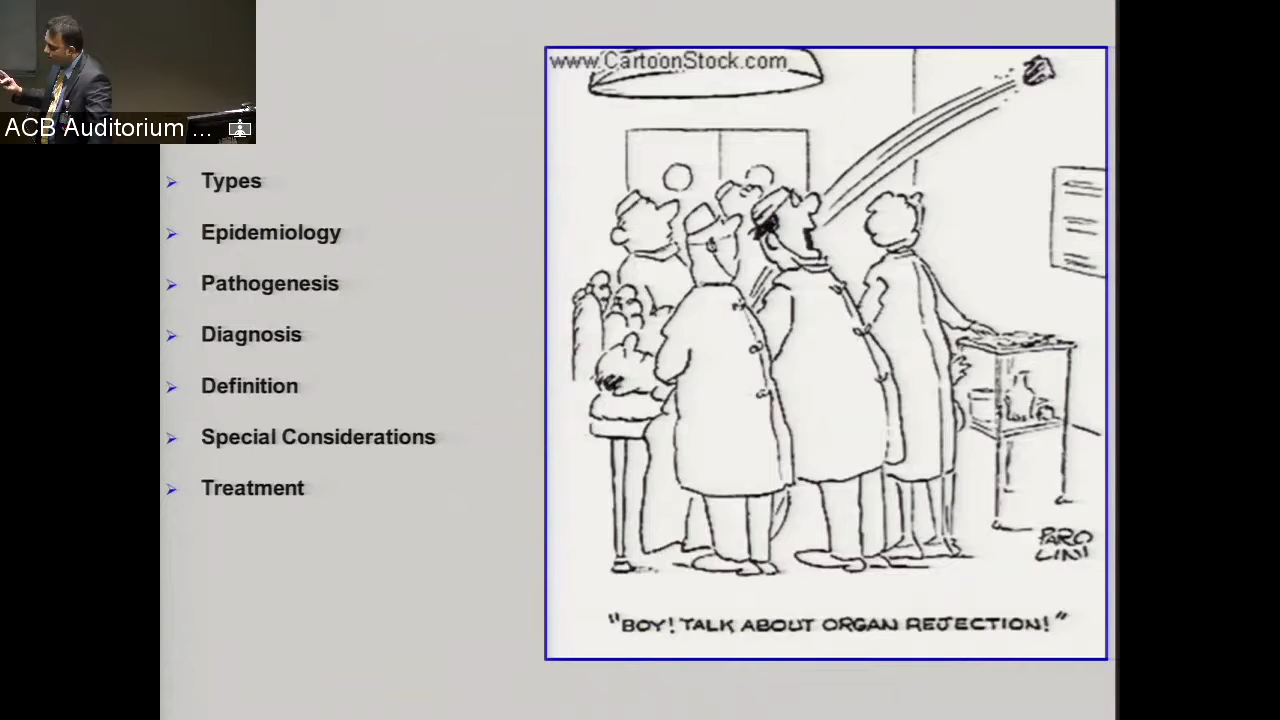 ACB Auditorium ...
Types
Epidemiology
Pathogenesis
Diagnosis
Definition
Special Considerations
Treatment
www.CartoonStock.com
PARO
LINI
"BOY! TALK ABOUT ORGAN REJECTION!"